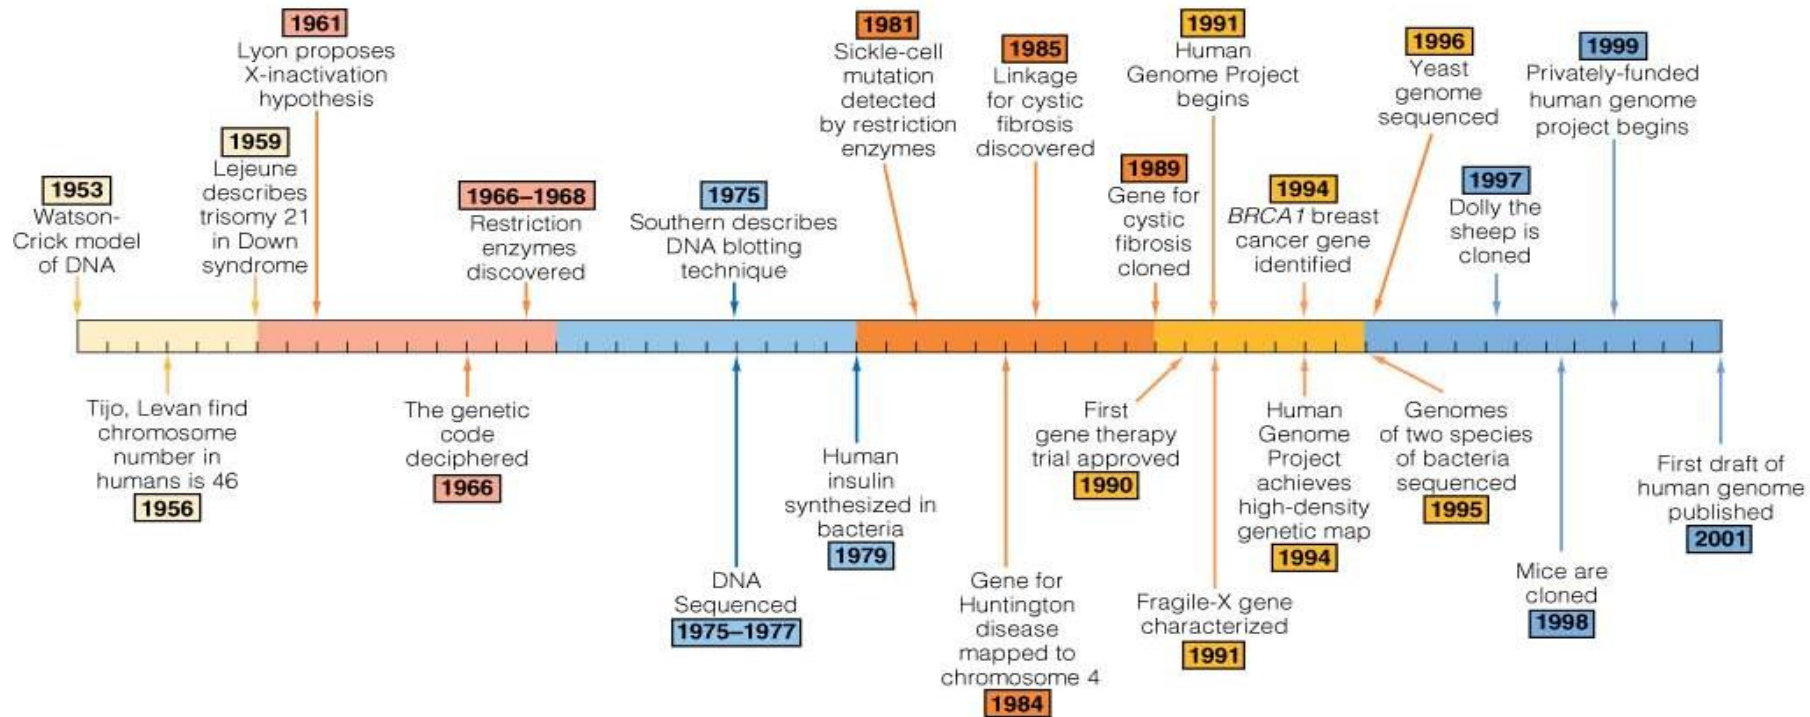 1953
Watson-
Crick model
of DNA
1959
Lejeune
describes
trisomy 21
in Down
syndrome
1961
Lyon proposes
X-inactivation
hypothesis
1966–1968
Restriction
enzymes
discovered
1975
Southern describes
DNA blotting
technique
1981
Sickle-cell
mutation
detected
by restriction
enzymes
1985
Linkage
for cystic
fibrosis
discovered
1989
Gene for
cystic
fibrosis
cloned
1991
Human
Genome Project
begins
1994
BRCA1 breast
cancer gene
identified
1996
Yeast
genome
sequenced
1997
Dolly the
sheep is
cloned
1999
Privately-funded
human genome
project begins
Tijo, Levan find
chromosome
number in
humans is 46
1956
The genetic
code
deciphered
1966
DNA
Sequenced
1975–1977
Human
insulin
synthesized in
bacteria
1979
Gene for
Huntington
disease
mapped to
chromosome 4
1984
First
gene therapy
trial approved
1990
Fragile-X gene
characterized
1991
Human
Genome
Project
achieves
high-density
genetic map
1994
Genomes
of two species
of bacteria
sequenced
1995
Mice are
cloned
1998
First draft of
human genome
published
2001